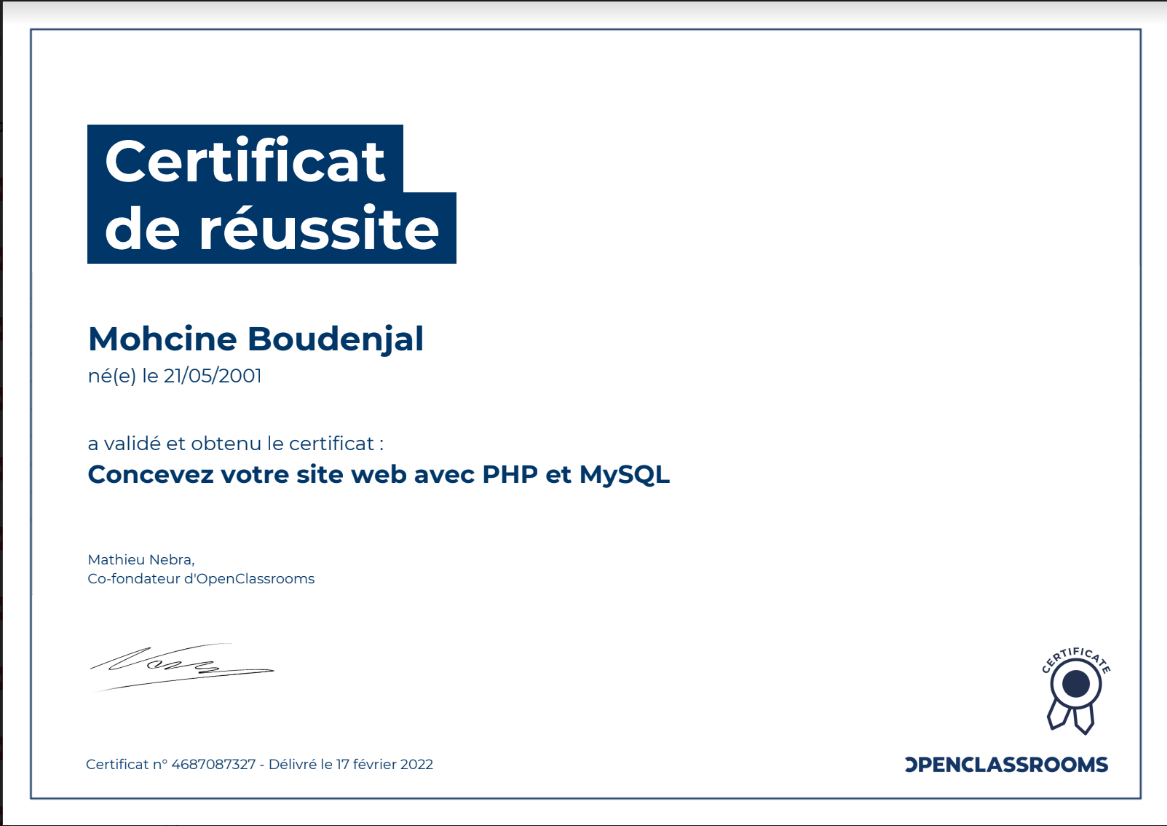 Certificat
de réussite
Mohcine Boudenjal
né(e) le 21/05/2001
a validé et obtenu le certificat :
Concevez votre site web avec PHP et MySQL
Mathieu Nebra,
Co-fondateur d'OpenClassrooms
CERTIFICATE
Certificat n° 4687087327 - Délivré le 17 février 2022
OPENCLASSROOMS